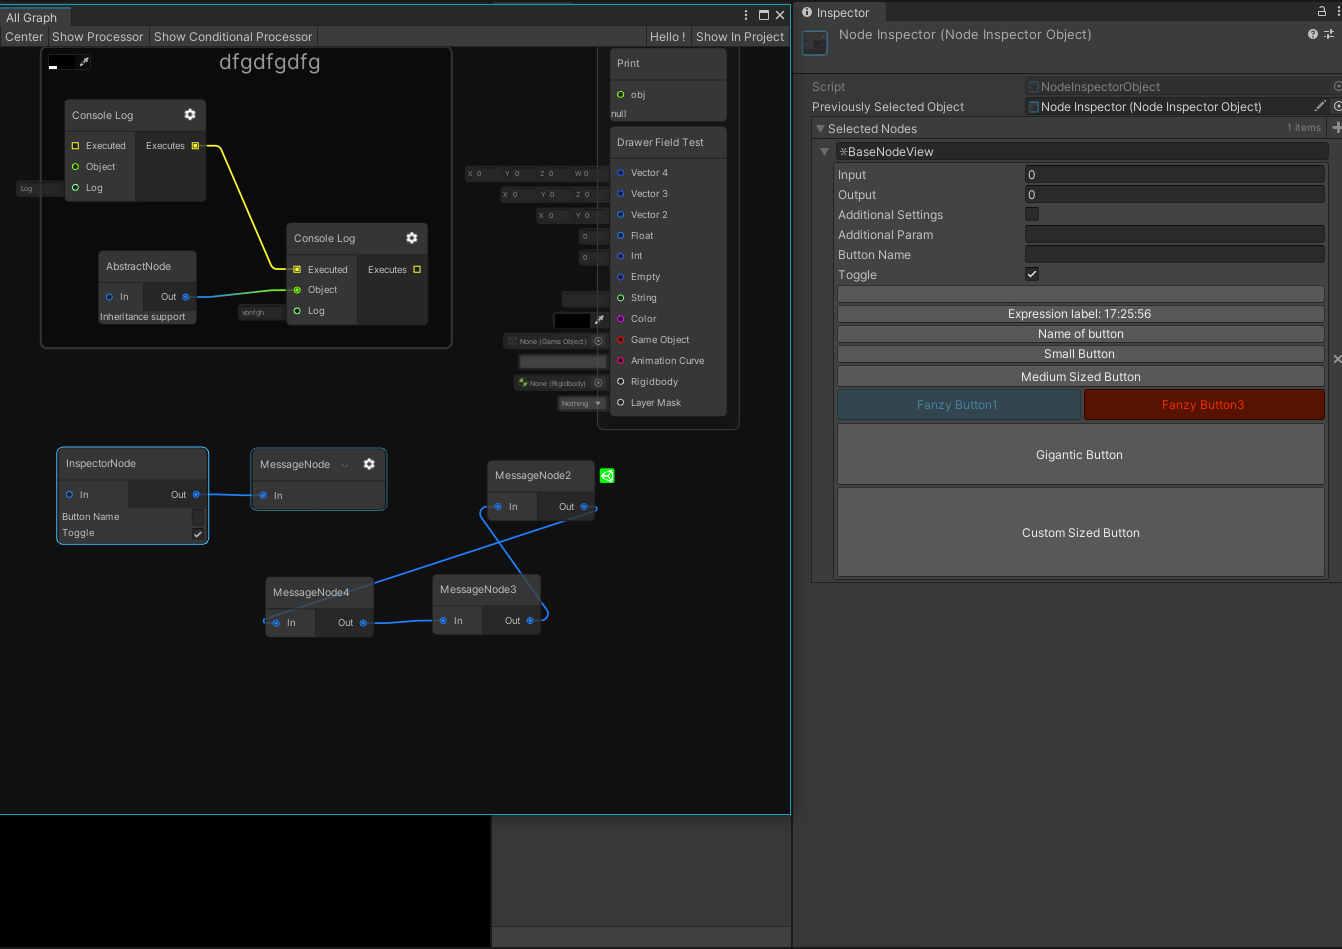 All Graph
Center Show Processor Show Conditional Processor Hello ! Show In Project
dfgdfgdfg
Console Log
Executed Executes
Object
Log Log
Console Log
Executed Executes
Object
vbnfgh Log
AbstractNode
In Out
Inheritance support
Print
obj
null
Drawer Field Test
X 0 Y 0 Z 0 W 0 Vector 4
X 0 Y 0 Z 0 Vector 3
X 0 Y 0 Vector 2
0 Float
0 Int
Empty
String
Color
None (Game Object) Game Object
Animation Curve
None (Rigidbody) Rigidbody
Nothing Layer Mask
InspectorNode
In Out
Button Name
Toggle
MessageNode
In
MessageNode2
In Out
MessageNode4
In Out
MessageNode3
In Out
Inspector
Node Inspector (Node Inspector Object)
Script NodeInspectorObject
Previously Selected Object Node Inspector (Node Inspector Object)
Selected Nodes 1 items
*BaseNodeView
Input 0
Output 0
Additional Settings
Additional Param
Button Name
Toggle
Expression label: 17:25:56
Name of button
Small Button
Medium Sized Button
Fanzy Button1 Fanzy Button3
Gigantic Button
Custom Sized Button